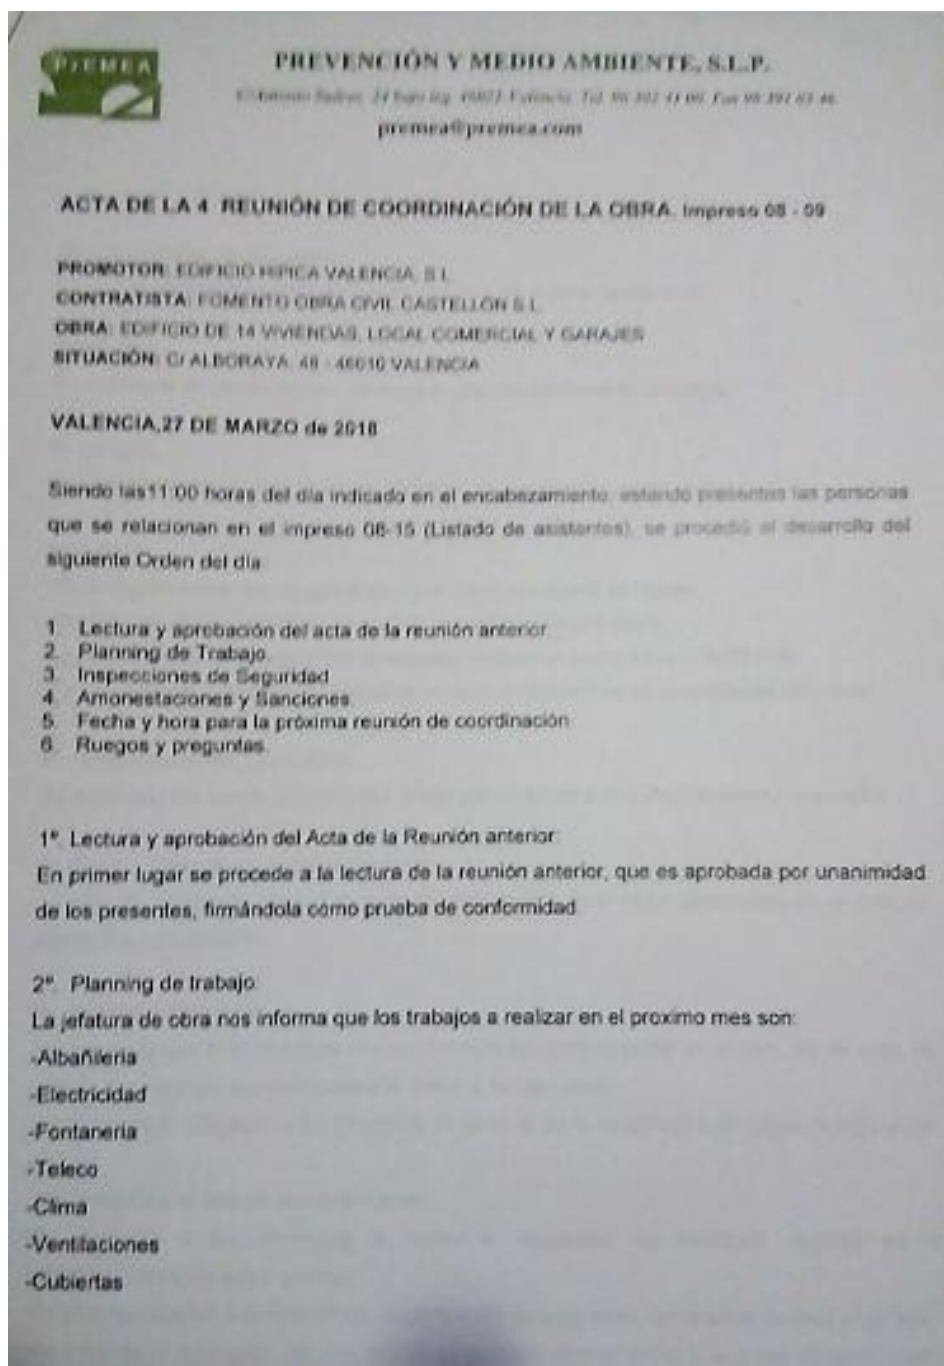 PREMEA
PREVENCIÓN Y MEDIO AMBIENTE, S.L.P.
premea@premea.com
ACTA DE LA 4 REUNIÓN DE COORDINACIÓN DE LA OBRA. Impreso 08 - 09
PROMOTOR: EDIFICIO HIPICA VALENCIA, S.L.
CONTRATISTA: FOMENTO OBRA CIVIL CASTELLÓN S.L.
OBRA: EDIFICIO DE 14 VIVIENDAS, LOCAL COMERCIAL Y GARAJES
SITUACIÓN: C/ ALBORAYA, 48 - 46010 VALENCIA
VALENCIA,27 DE MARZO de 2018
Siendo las11:00 horas del día indicado en el encabezamiento, estando presentes las personas
que se relacionan en el impreso 08-15 (Listado de asistentes), se procedió al desarrollo del
siguiente Orden del día:
1. Lectura y aprobación del acta de la reunión anterior.
2. Planning de Trabajo.
3. Inspecciones de Seguridad
4. Amonestaciones y Sanciones.
5. Fecha y hora para la próxima reunión de coordinación
6. Ruegos y preguntas.
1º. Lectura y aprobación del Acta de la Reunión anterior:
En primer lugar se procede a la lectura de la reunión anterior, que es aprobada por unanimidad
de los presentes, firmándola como prueba de conformidad.
2º. Planning de trabajo:
La jefatura de obra nos informa que los trabajos a realizar en el proximo mes son:
-Albañileria
-Electricidad
-Fontaneria
-Teleco
-Clima
-Ventilaciones
-Cubiertas